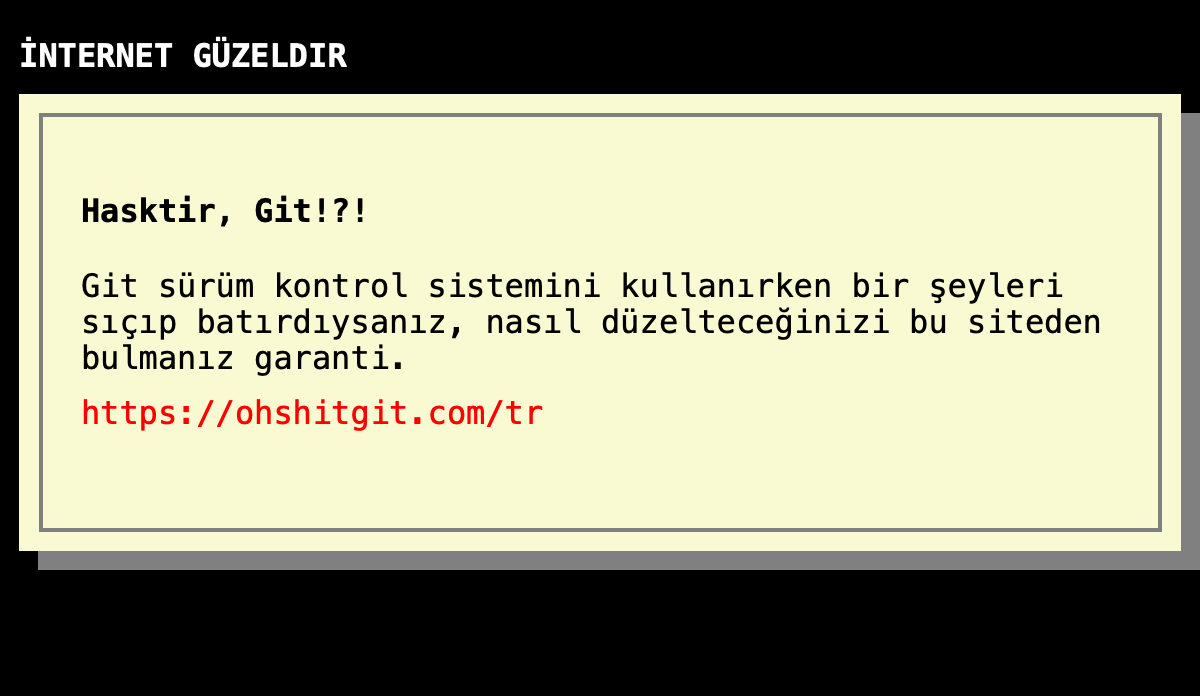 İNTERNET GÜZELDIR
Hasktir, Git!?!
Git sürüm kontrol sistemini kullanırken bir şeyleri
sıçıp batırdıysanız, nasıl düzelteceğinizi bu siteden
bulmanız garanti.
https://ohshitgit.com/tr